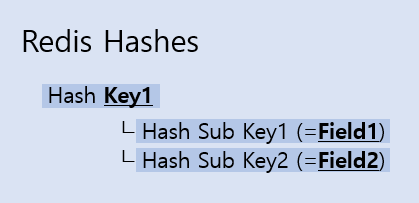 Redis Hashes
Hash Key1
Hash Sub Key1 (=Field1)
Hash Sub Key2 (=Field2)